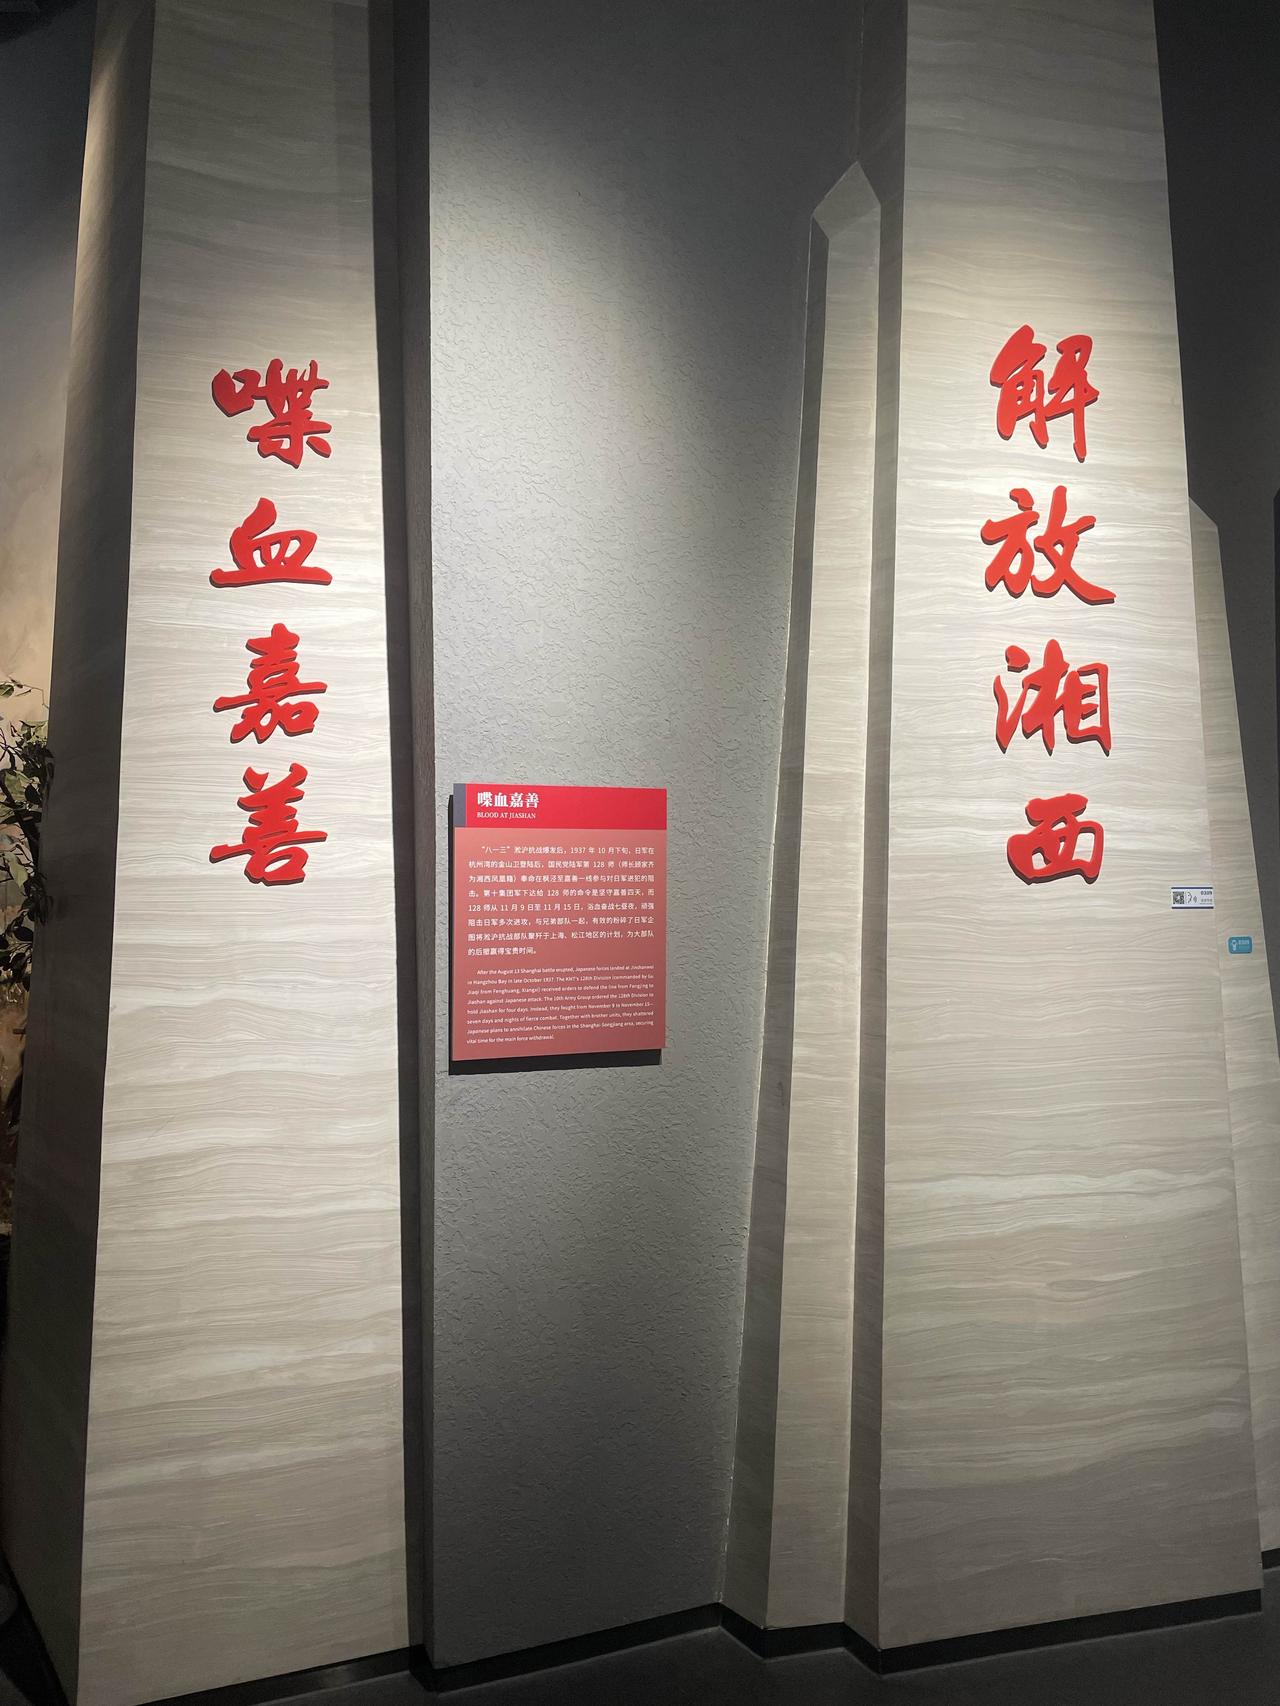 喋血嘉善
喋血嘉善
BLOOD AT JIASHAN
“八一三”淞沪抗战爆发后，1937 年 10 月下旬，日军在
杭州湾的金山卫登陆后，国民党陆军第 128 师（师长顾家齐
为湘西凤凰籍）奉命在枫泾至嘉善一线参与对日军进犯的阻
击。第十集团军下达给 128 师的命令是坚守嘉善四天，而
128 师从 11 月 9 日至 11 月 15 日，浴血奋战七昼夜，顽强
阻击日军多次进攻，与兄弟部队一起，有效的粉碎了日军企
图将淞沪抗战部队聚歼于上海、松江地区的计划，为大部队
的后撤赢得宝贵时间。
After the August 13 Shanghai battle erupted, Japanese forces landed at Jinshanwei
in Hangzhou Bay in late October 1937. The KMT's 128th Division (commanded by Gu
Jiaqi from Fenghuang, Xiangxi) received orders to defend the line from Fengjing to
Jiashan against Japanese attack. The 10th Army Group ordered the 128th Division to
hold Jiashan for four days. Instead, they fought from November 9 to November 15—
seven days and nights of fierce combat. Together with brother units, they shattered
Japanese plans to annihilate Chinese forces in the Shanghai-Songjiang area, securing
vital time for the main force withdrawal.
解放湘西
0309